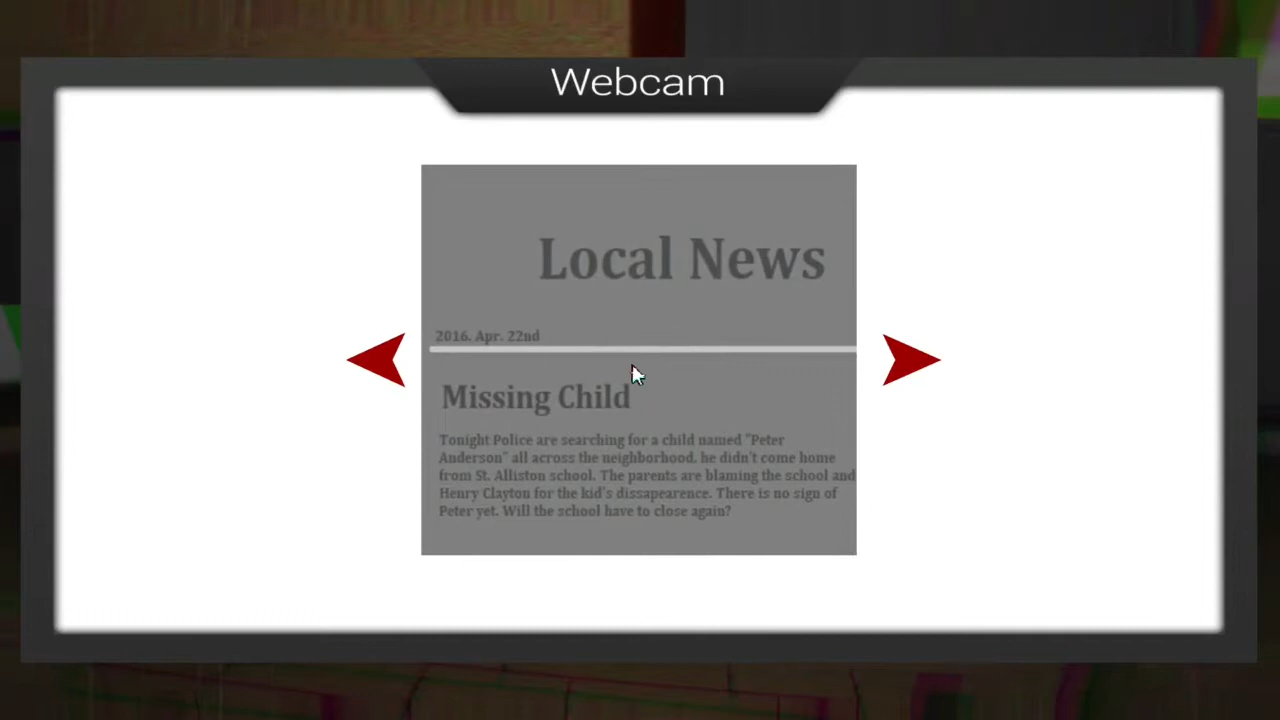 Webcam
Local News
2016. Apr. 22nd
Missing Child
Tonight Police are searching for a child named "Peter
Anderson" all across the neighborhood, he didn't come home
from St. Alliston school. The parents are blaming the school and
Henry Clayton for the kid's dissapearence. There is no sign of
Peter yet. Will the school have to close again?